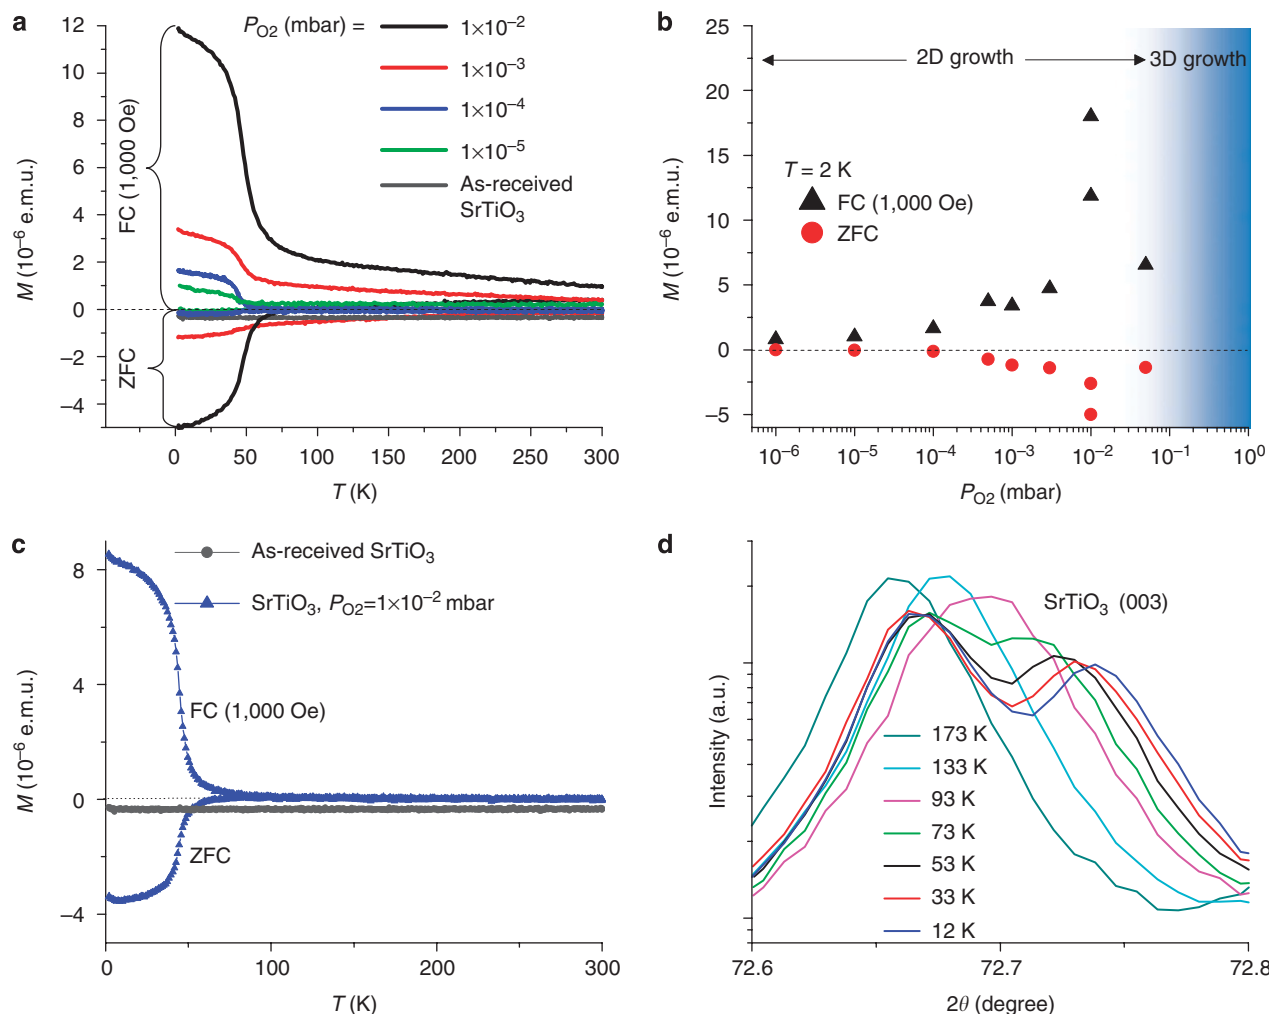 a
P_O2 (mbar) =
1×10⁻²
1×10⁻³
1×10⁻⁴
1×10⁻⁵
As-received
SrTiO₃
FC (1,000 Oe)
ZFC
M (10⁻⁶ e.m.u.)
12
10
8
6
4
2
0
−2
−4
0
50
100
150
200
250
300
T (K)
b
2D growth
3D growth
T = 2 K
FC (1,000 Oe)
ZFC
M (10⁻⁶ e.m.u.)
25
20
15
10
5
0
−5
10⁻⁶
10⁻⁵
10⁻⁴
10⁻³
10⁻²
10⁻¹
10⁰
P_O2 (mbar)
c
As-received SrTiO₃
SrTiO₃, P_O2=1×10⁻² mbar
FC (1,000 Oe)
ZFC
M (10⁻⁶ e.m.u.)
8
4
0
−4
0
100
200
300
T (K)
d
SrTiO₃ (003)
173 K
133 K
93 K
73 K
53 K
33 K
12 K
Intensity (a.u.)
72.6
72.7
72.8
2θ (degree)